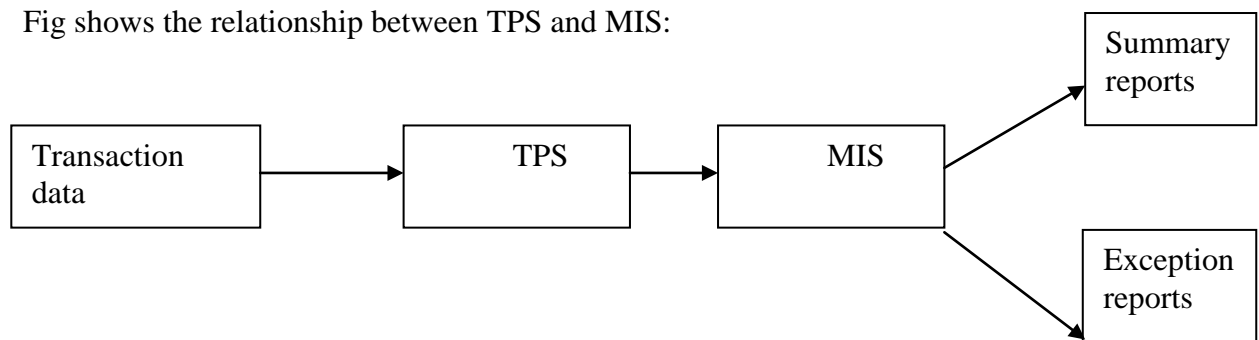 Fig shows the relationship between TPS and MIS:
Summary
reports
Transaction
data
TPS
MIS
Exception
reports